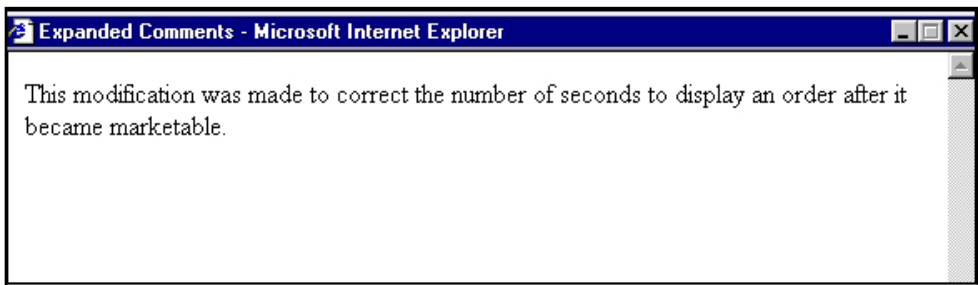 Expanded Comments - Microsoft Internet Explorer
This modification was made to correct the number of seconds to display an order after it
became marketable.